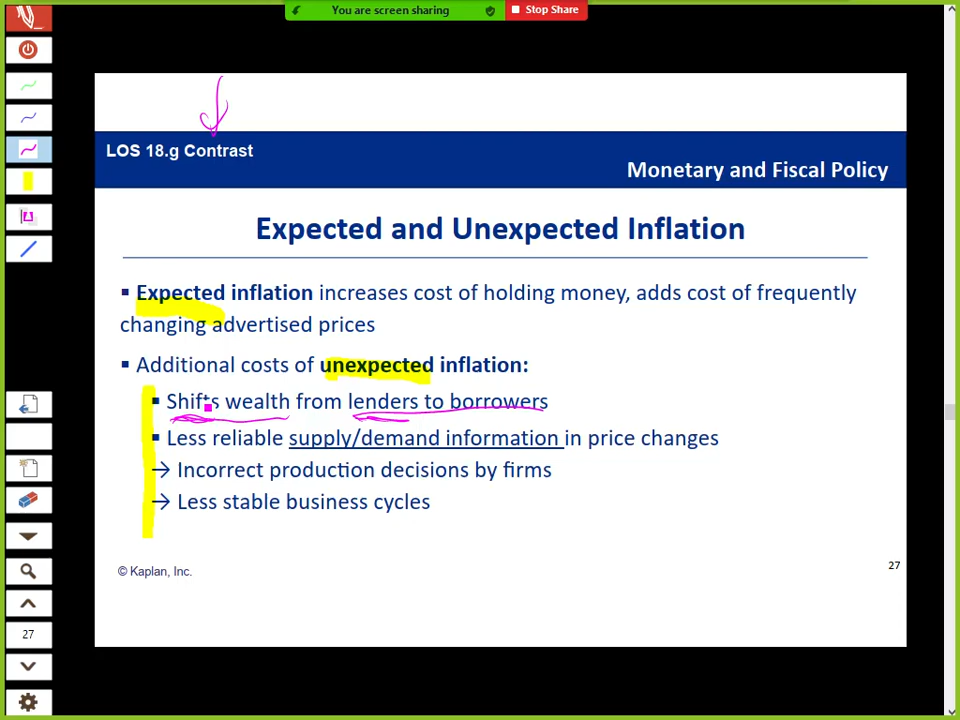 You are screen sharing Stop Share
LOS 18.g Contrast
Monetary and Fiscal Policy
Expected and Unexpected Inflation
▪ Expected inflation increases cost of holding money, adds cost of frequently
changing advertised prices
▪ Additional costs of unexpected inflation:
▪ Shifts wealth from lenders to borrowers
▪ Less reliable supply/demand information in price changes
→ Incorrect production decisions by firms
→ Less stable business cycles
© Kaplan, Inc.
27
27